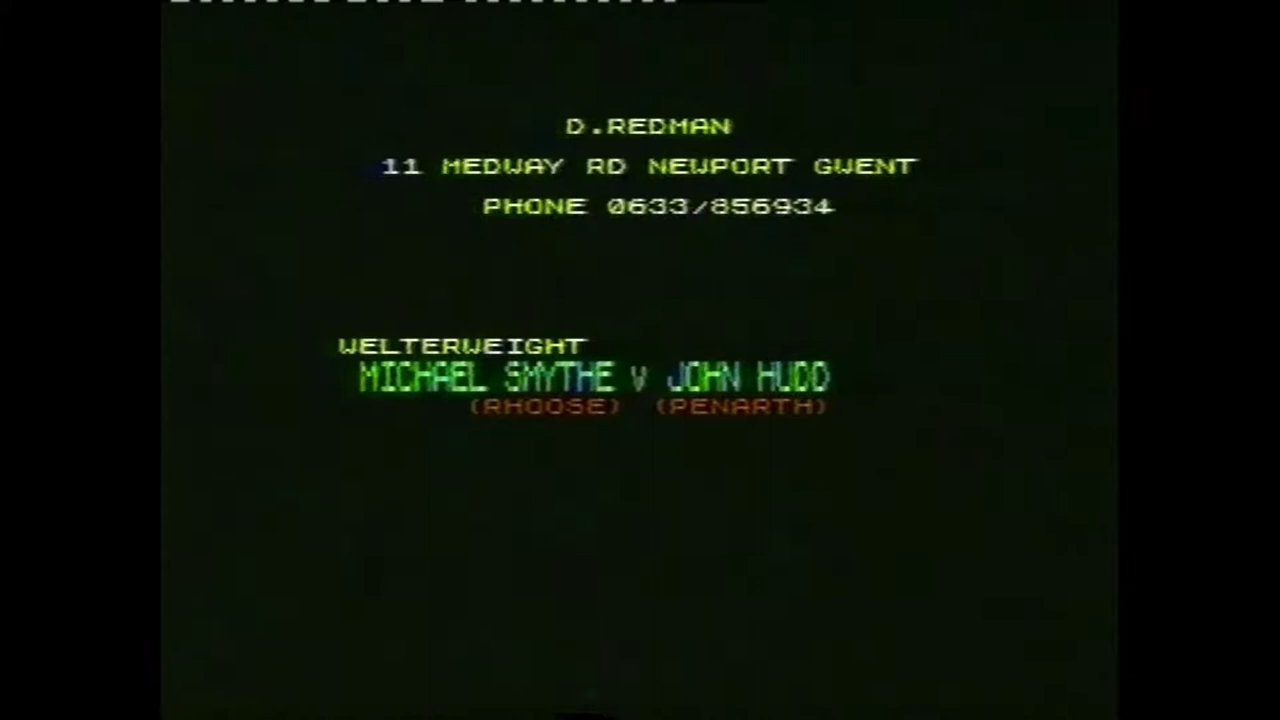 D.REDMAN
11 MEDWAY RD NEWPORT GWENT
PHONE 0633/856934
WELTERWEIGHT
MICHAEL SMYTHE V JOHN HUDD
(RHOOSE) (PENARTH)